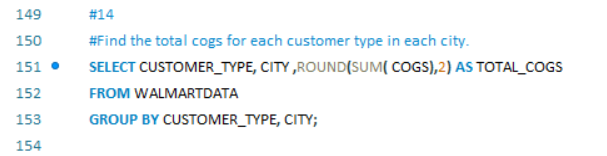 149 #14
150 #Find the total cogs for each customer type in each city.
151 SELECT CUSTOMER_TYPE, CITY ,ROUND(SUM( COGS),2) AS TOTAL_COGS
152 FROM WALMARTDATA
153 GROUP BY CUSTOMER_TYPE, CITY;
154